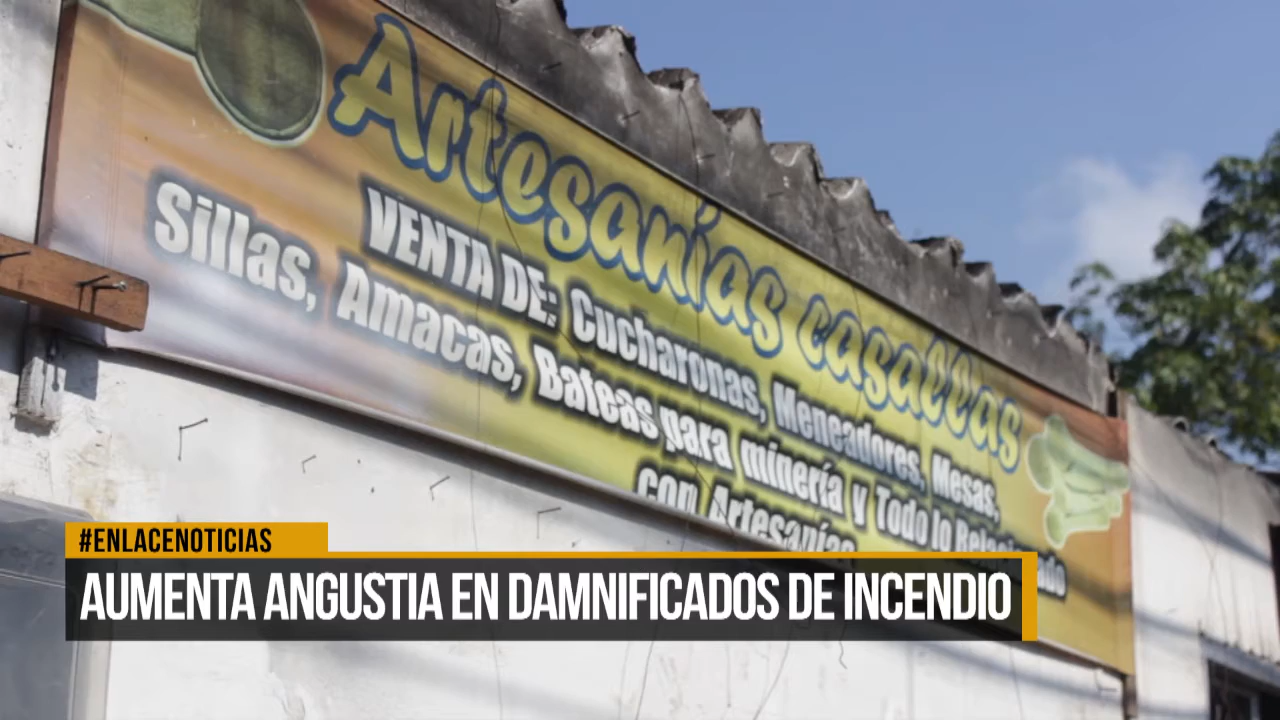 Artesanías casallas
VENTA DE: Cucharonas, Meneadores, Mesas,
Sillas, Amacas, Bateas para minería y Todo lo Relacionado
con Artesanías
#ENLACENOTICIAS
AUMENTA ANGUSTIA EN DAMNIFICADOS DE INCENDIO